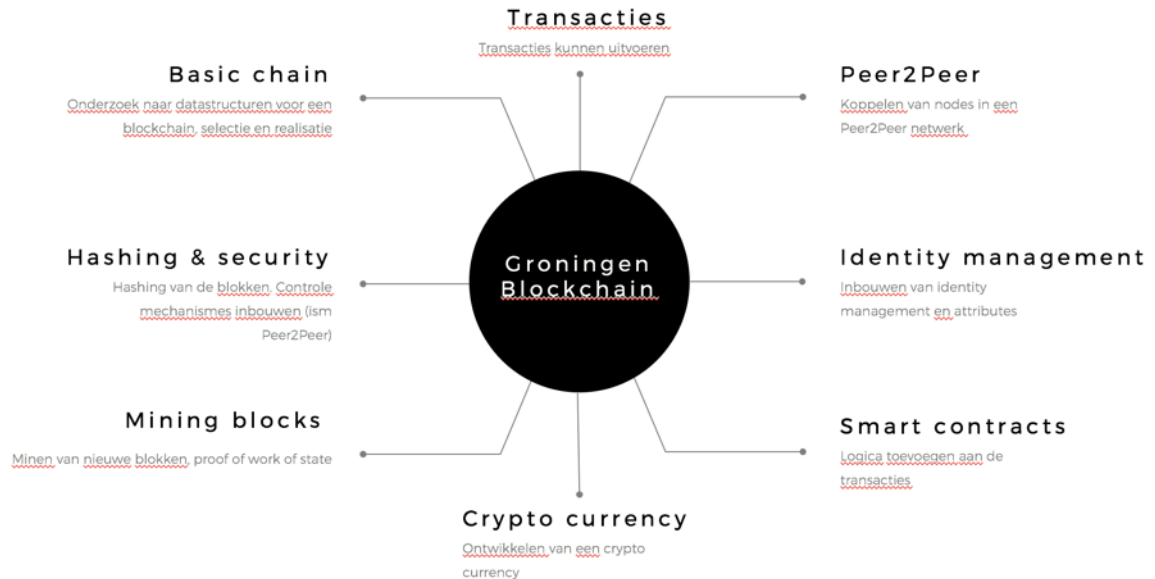 Transacties
Transacties kunnen uitvoeren
Basic chain
Onderzoek naar datastructuren voor een
blockchain, selectie en realisatie
Peer2Peer
Koppelen van nodes in een
Peer2Peer netwerk
Hashing & security
Hashing van de blokken. Controle
mechanismes inbouwen (ism
Peer2Peer)
Groningen
Blockchain
Identity management
Inbouwen van identity
management en attributes
Mining blocks
Minen van nieuwe blokken, proof of work of state
Smart contracts
Logica toevoegen aan de
transacties
Crypto currency
Ontwikkelen van een crypto
currency